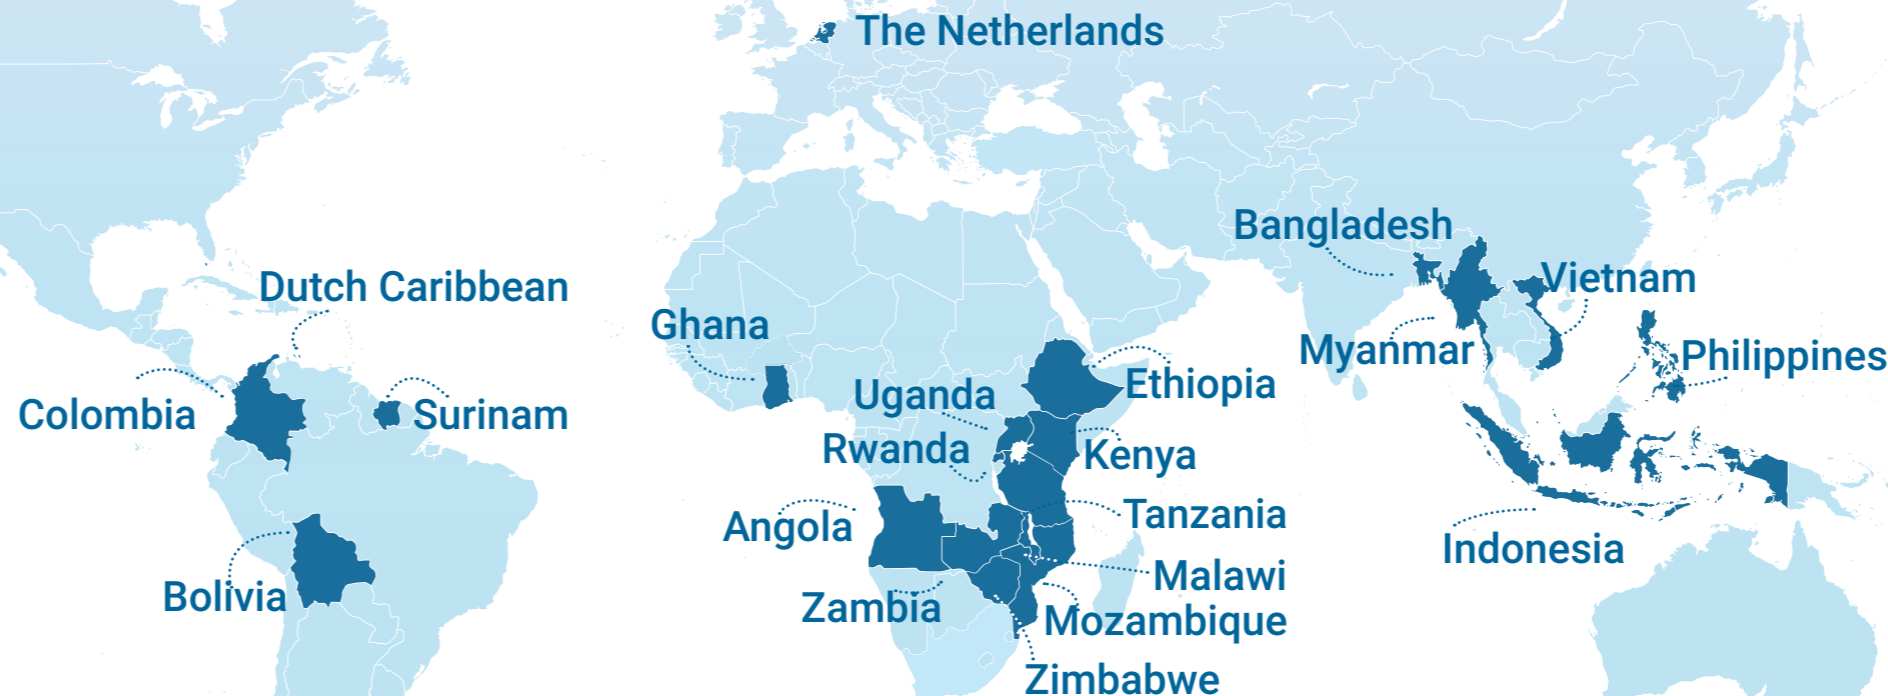 The Netherlands
Bangladesh
Vietnam
Dutch Caribbean
Ghana
Myanmar
Philippines
Uganda
Ethiopia
Colombia
Surinam
Rwanda
Kenya
Angola
Tanzania
Indonesia
Malawi
Bolivia
Zambia
Mozambique
Zimbabwe